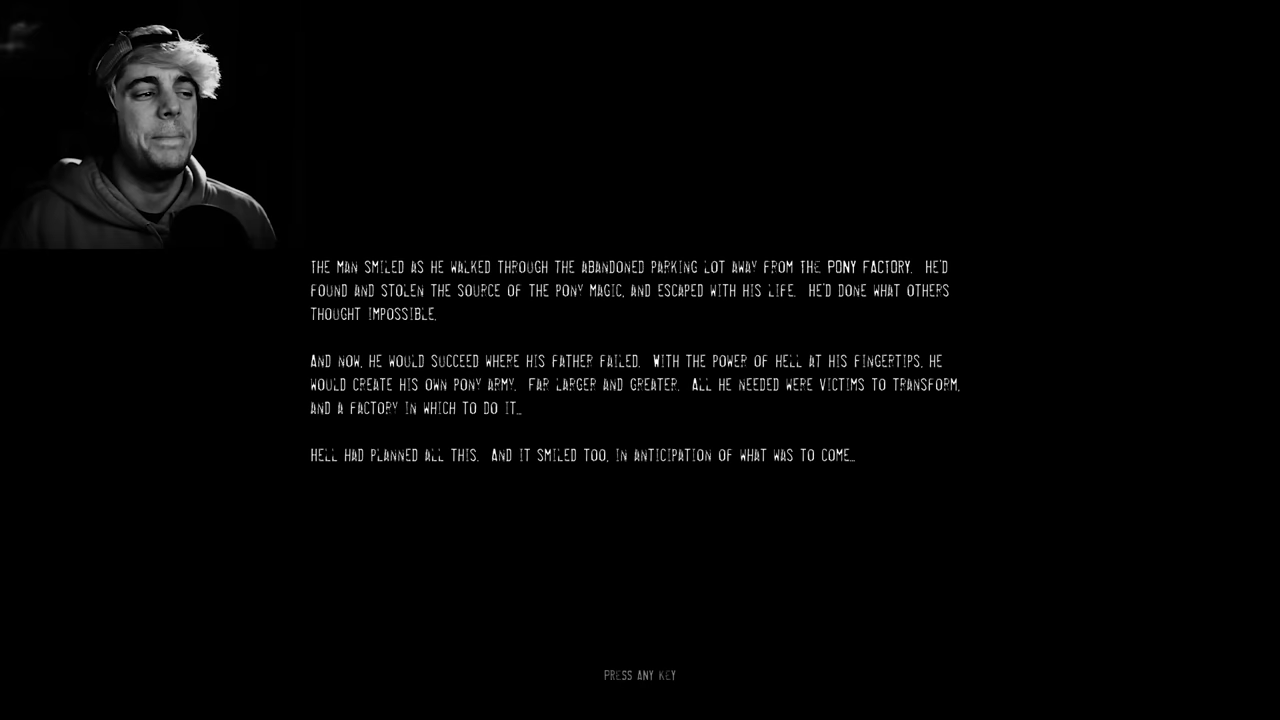 THE MAN SMILED AS HE WALKED THROUGH THE ABANDONED PARKING LOT AWAY FROM THE PONY FACTORY. HE'D
FOUND AND STOLEN THE SOURCE OF THE PONY MAGIC, AND ESCAPED WITH HIS LIFE. HE'D DONE WHAT OTHERS
THOUGHT IMPOSSIBLE.
AND NOW, HE WOULD SUCCEED WHERE HIS FATHER FAILED. WITH THE POWER OF HELL AT HIS FINGERTIPS, HE
WOULD CREATE HIS OWN PONY ARMY. FAR LARGER AND GREATER. ALL HE NEEDED WERE VICTIMS TO TRANSFORM,
AND A FACTORY IN WHICH TO DO IT...
HELL HAD PLANNED ALL THIS. AND IT SMILED TOO, IN ANTICIPATION OF WHAT WAS TO COME...
PRESS ANY KEY